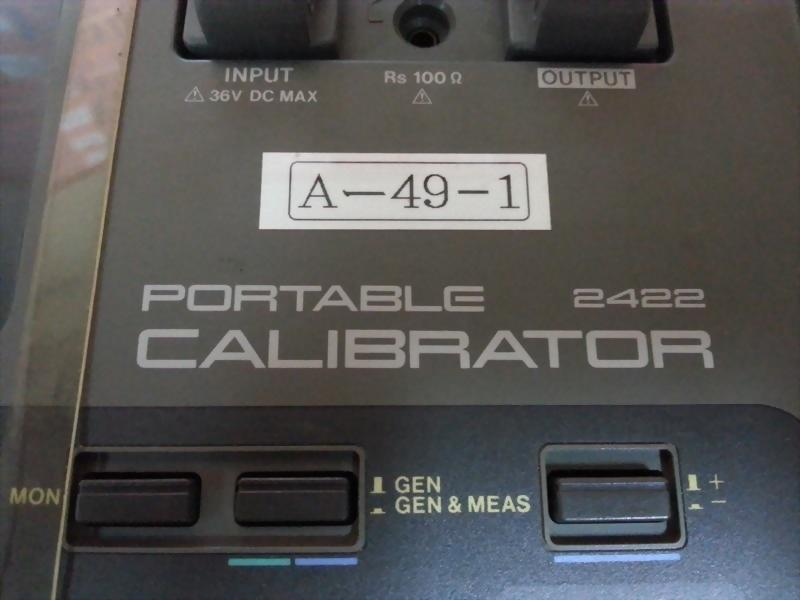 INPUT Rs 100 Ω OUTPUT
⚠ 36V DC MAX ⚠ ⚠
A-49-1
PORTABLE 2422
CALIBRATOR
MON GEN +
GEN & MEAS −